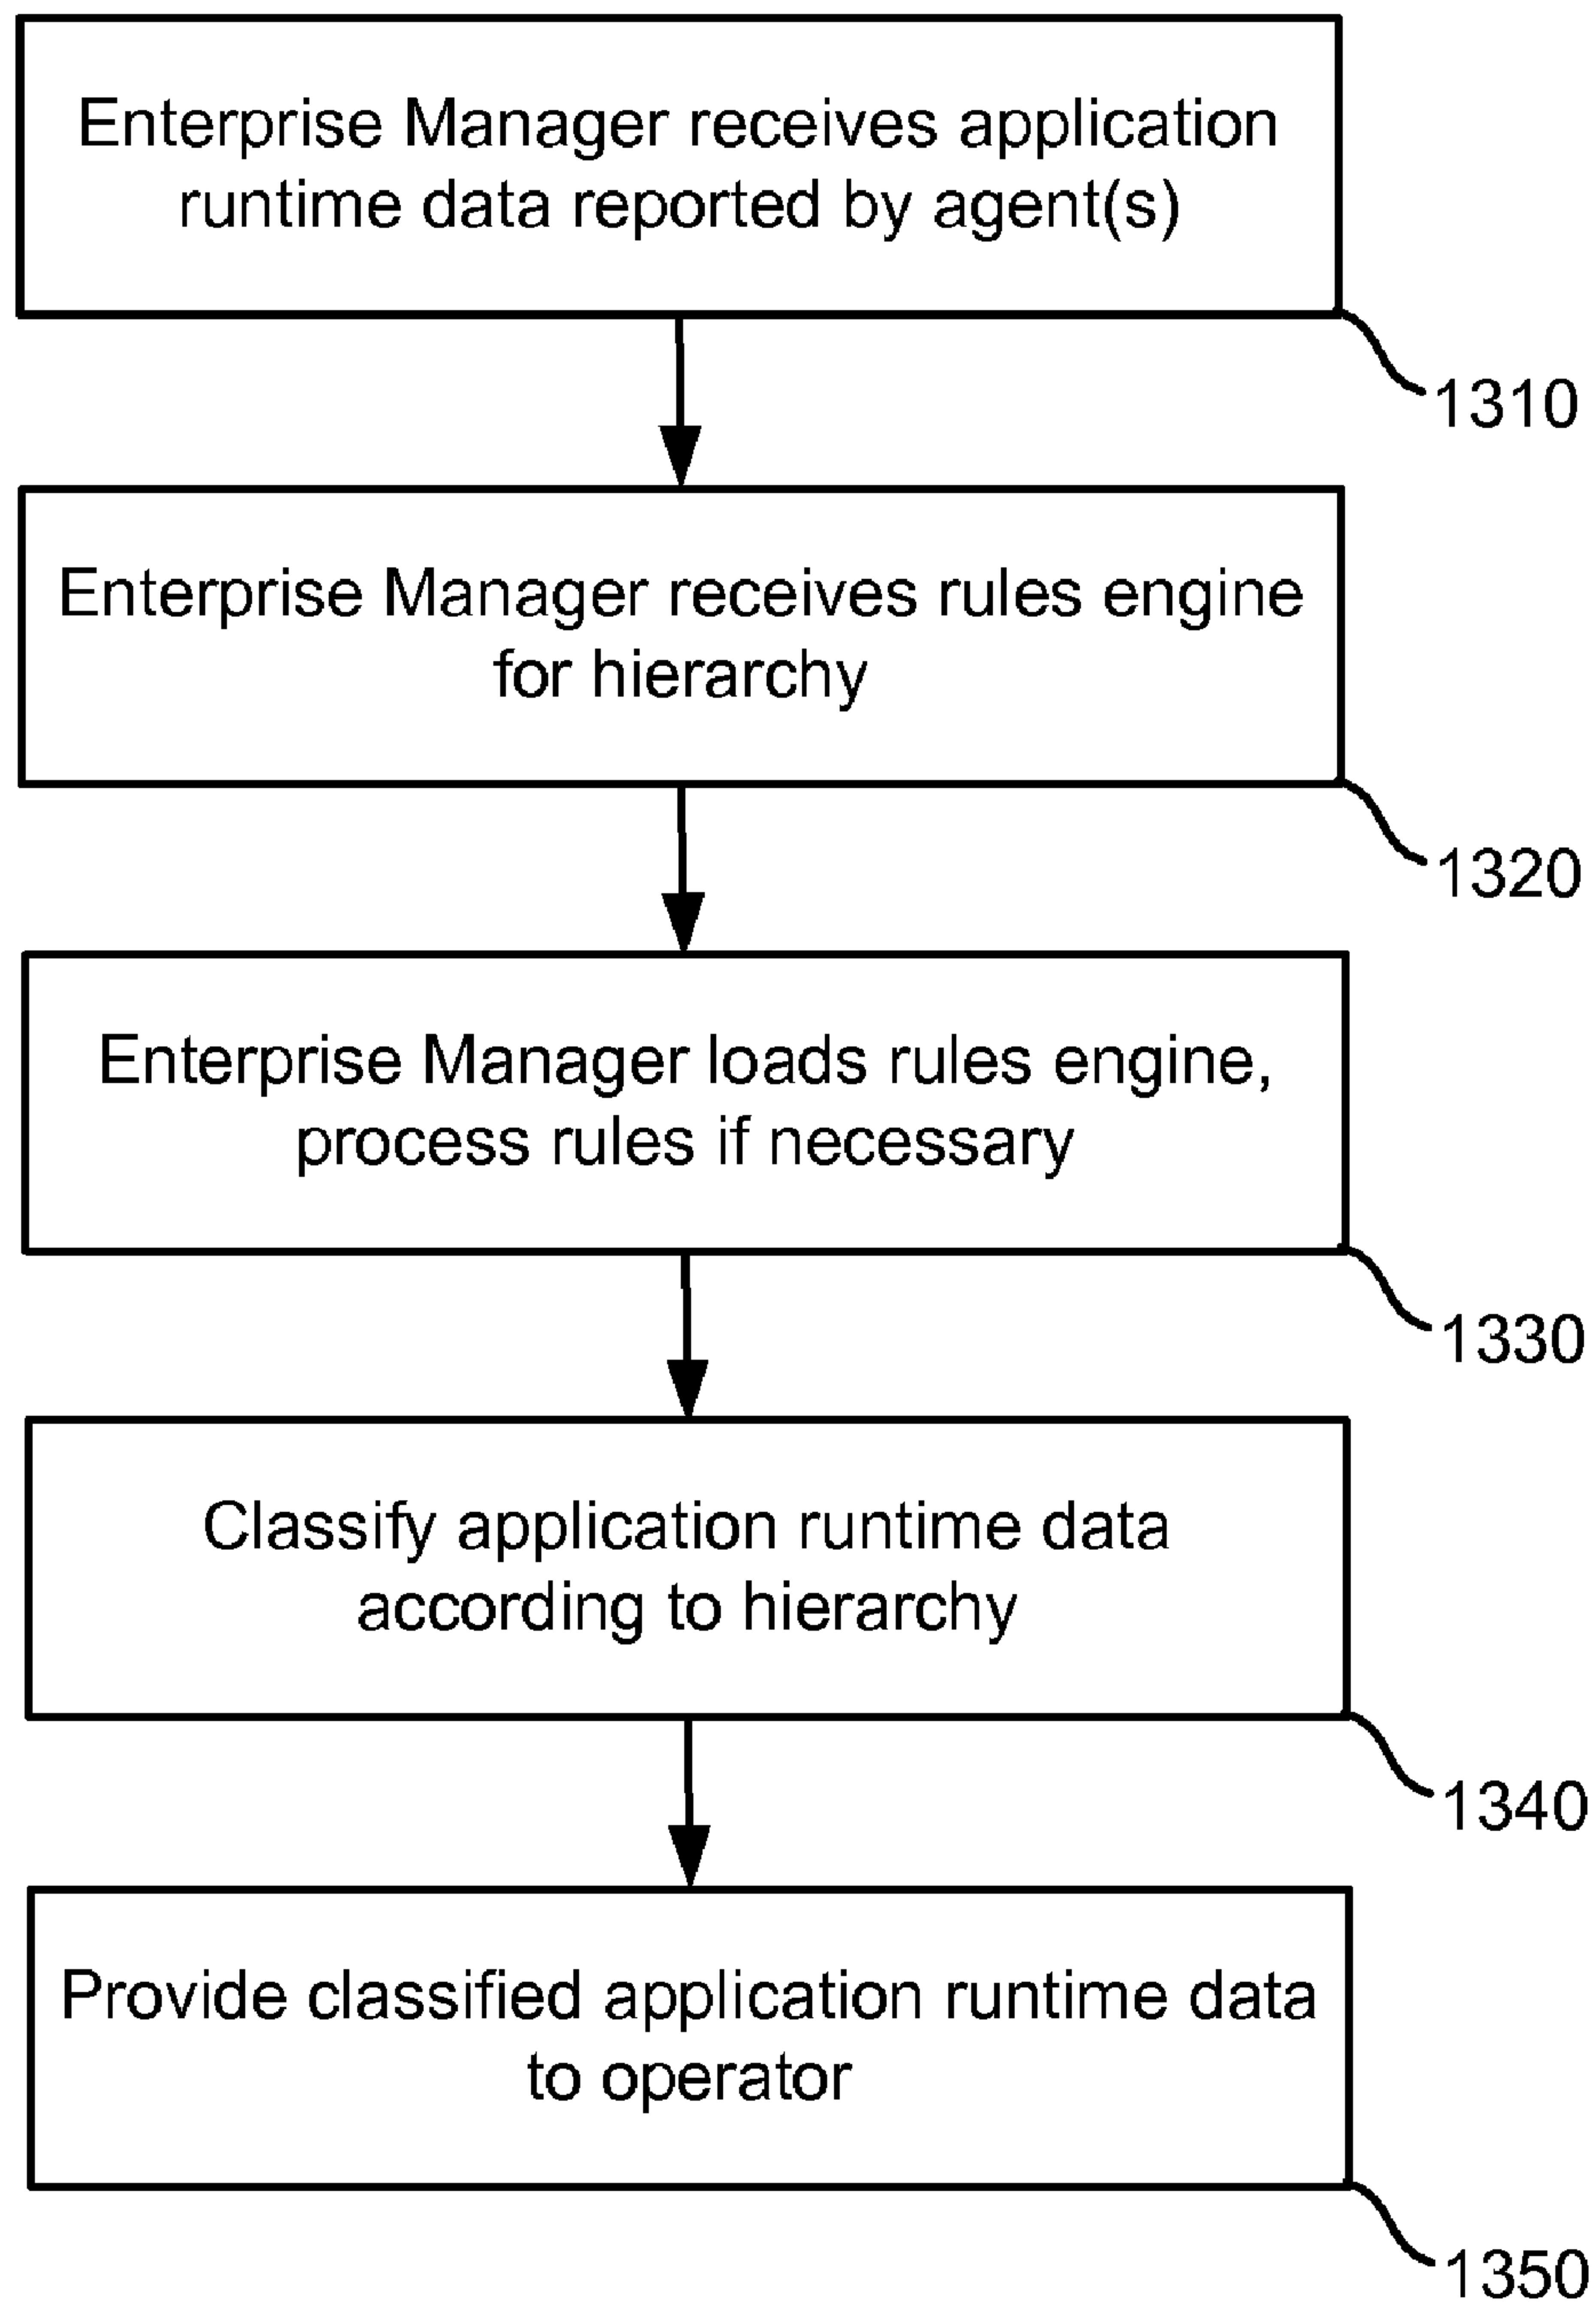 Enterprise Manager receives application
runtime data reported by agent(s)
1310
Enterprise Manager receives rules engine
for hierarchy
1320
Enterprise Manager loads rules engine,
process rules if necessary
1330
Classify application runtime data
according to hierarchy
1340
Provide classified application runtime data
to operator
1350